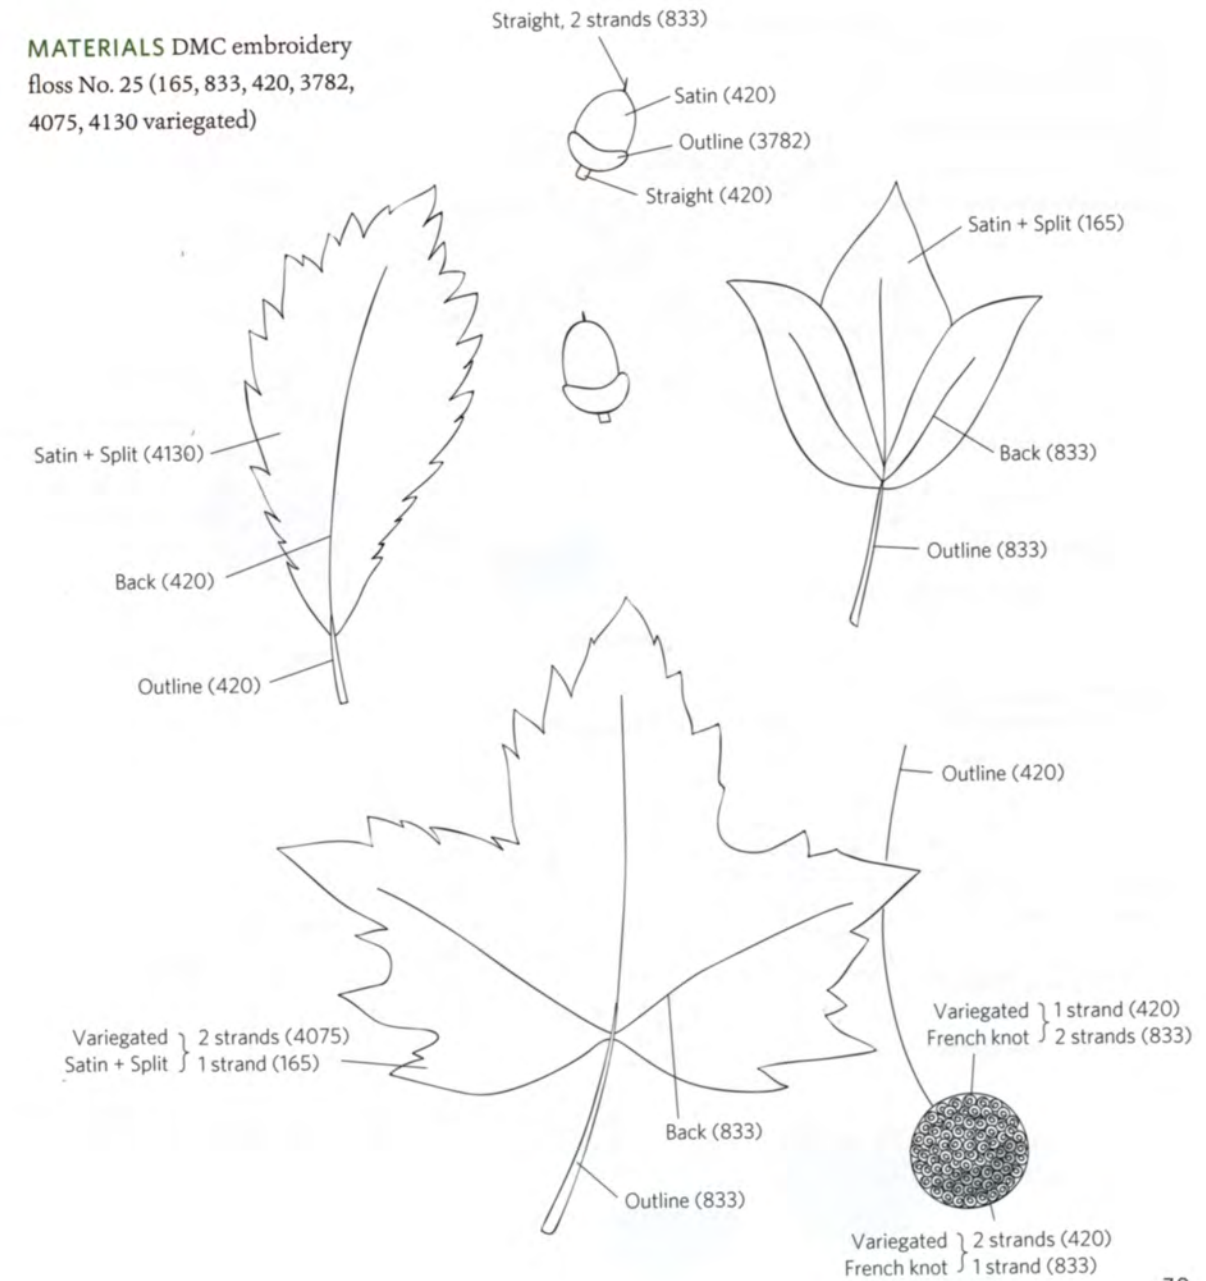 MATERIALS DMC embroidery
floss No. 25 (165, 833, 420, 3782,
4075, 4130 variegated)
Straight, 2 strands (833)
Satin (420)
Outline (3782)
Straight (420)
Satin + Split (165)
Satin + Split (4130)
Back (833)
Outline (833)
Back (420)
Outline (420)
Outline (420)
Variegated } 1 strand (420)
French knot } 2 strands (833)
Variegated } 2 strands (4075)
Satin + Split } 1 strand (165)
Back (833)
Outline (833)
Variegated } 2 strands (420)
French knot } 1 strand (833)